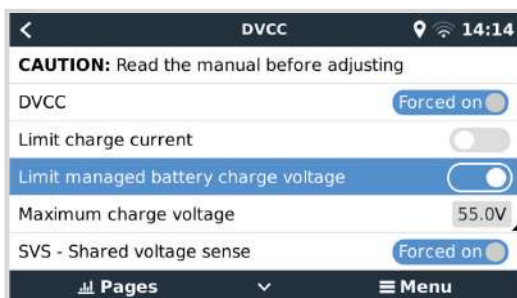 DVCC 14:14
CAUTION: Read the manual before adjusting
DVCC Forced on
Limit charge current
Limit managed battery charge voltage
Maximum charge voltage 55.0V
SVS - Shared voltage sense Forced on
Pages Menu